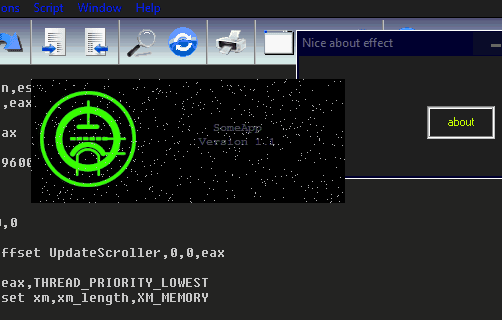 ons Script Window Help
Nice about effect
n,es
,eax
SomeApp
Version 1.1
about
ax
9600
0,0
ffset UpdateScroller,0,0,eax
eax,THREAD_PRIORITY_LOWEST
set xm,xm_length,XM_MEMORY